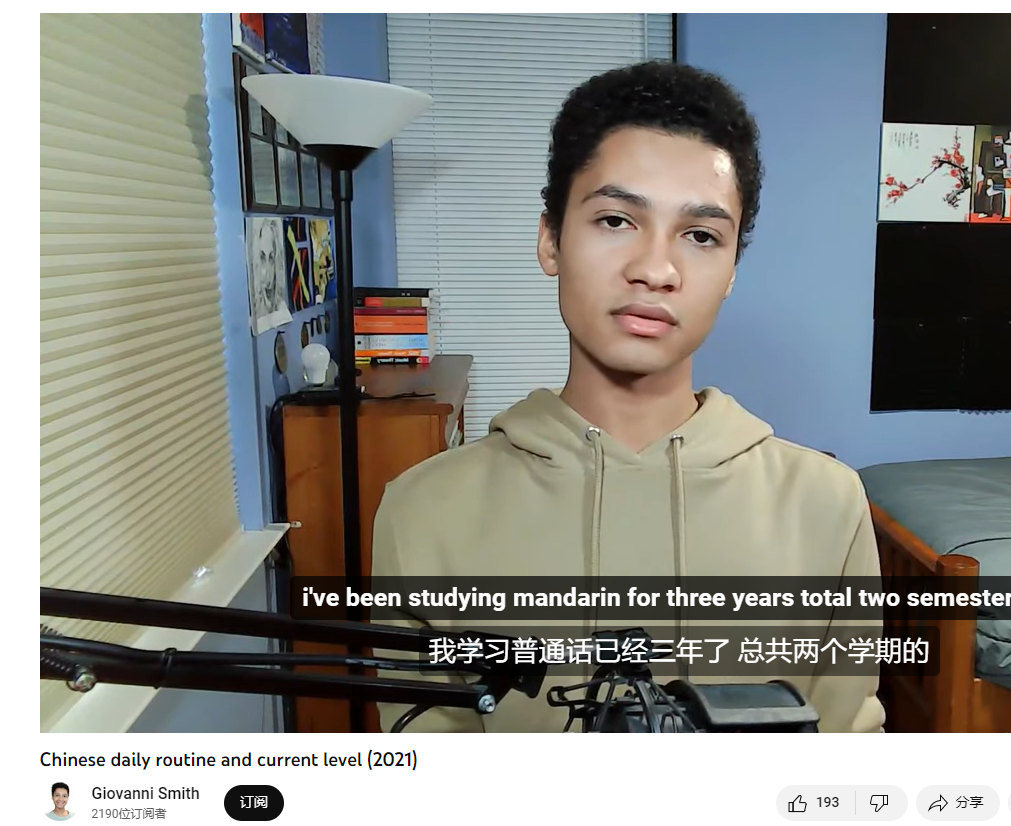 i've been studying mandarin for three years total two semester
我学习普通话已经三年了 总共两个学期的
Chinese daily routine and current level (2021)
Giovanni Smith
2190位订阅者
订阅
193
分享